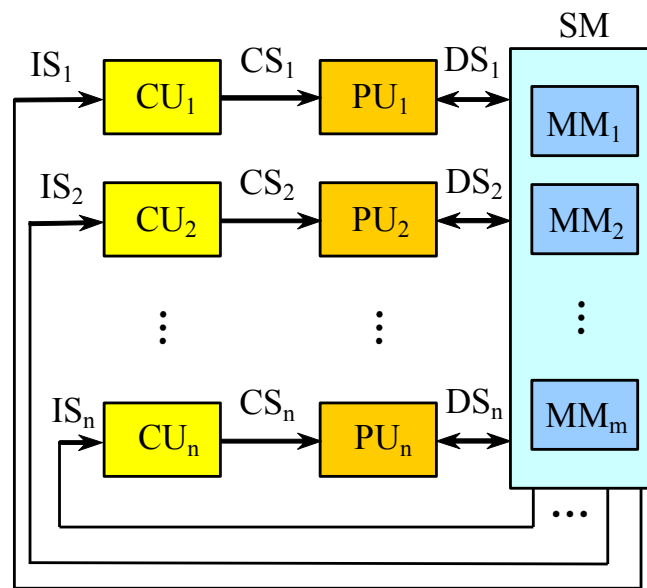 SM
IS₁ CS₁ DS₁
CU₁ PU₁ MM₁
IS₂ CS₂ DS₂
CU₂ PU₂ MM₂
⋮ ⋮ ⋮
ISₙ CSₙ DSₙ
CUₙ PUₙ MMₘ
...